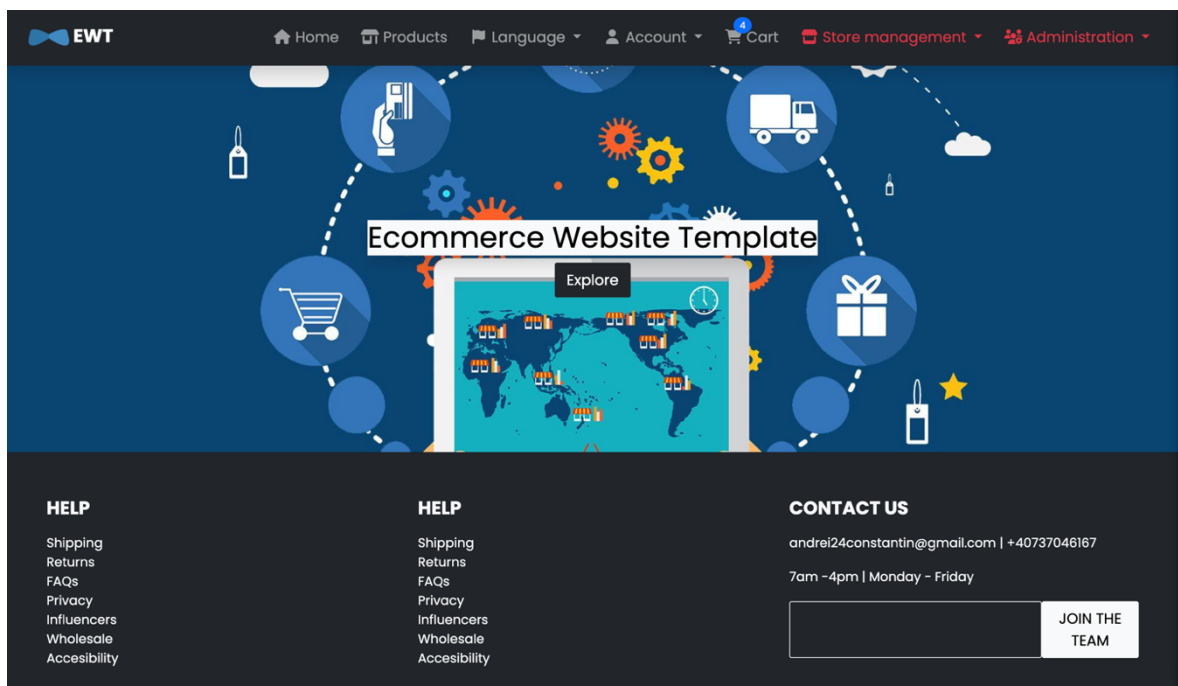 EWT
Home Products Language Account 4 Cart Store management Administration
Ecommerce Website Template
Explore
HELP
Shipping
Returns
FAQs
Privacy
Influencers
Wholesale
Accesibility
HELP
Shipping
Returns
FAQs
Privacy
Influencers
Wholesale
Accesibility
CONTACT US
andrei24constantin@gmail.com | +40737046167
7am -4pm | Monday - Friday
JOIN THE
TEAM